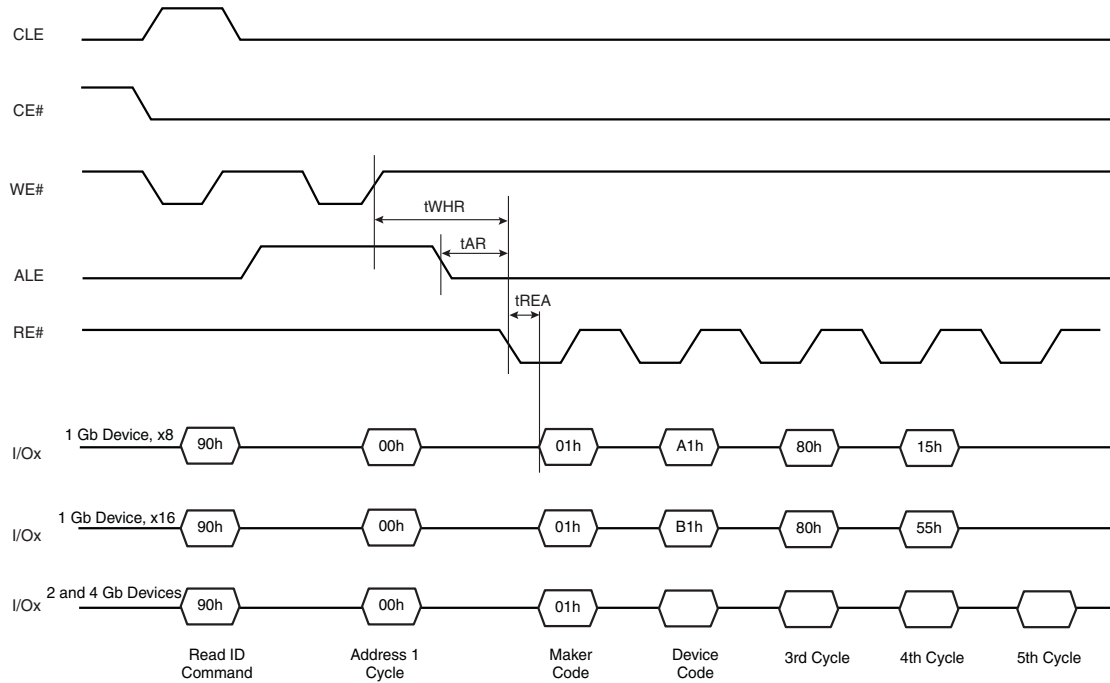 CLE
CE#
WE#
tWHR
tAR
ALE
tREA
RE#
I/Ox 1 Gb Device, x8 90h 00h 01h A1h 80h 15h
I/Ox 1 Gb Device, x16 90h 00h 01h B1h 80h 55h
I/Ox 2 and 4 Gb Devices 90h 00h 01h
Read ID Address 1 Maker Device 3rd Cycle 4th Cycle 5th Cycle
Command Cycle Code Code